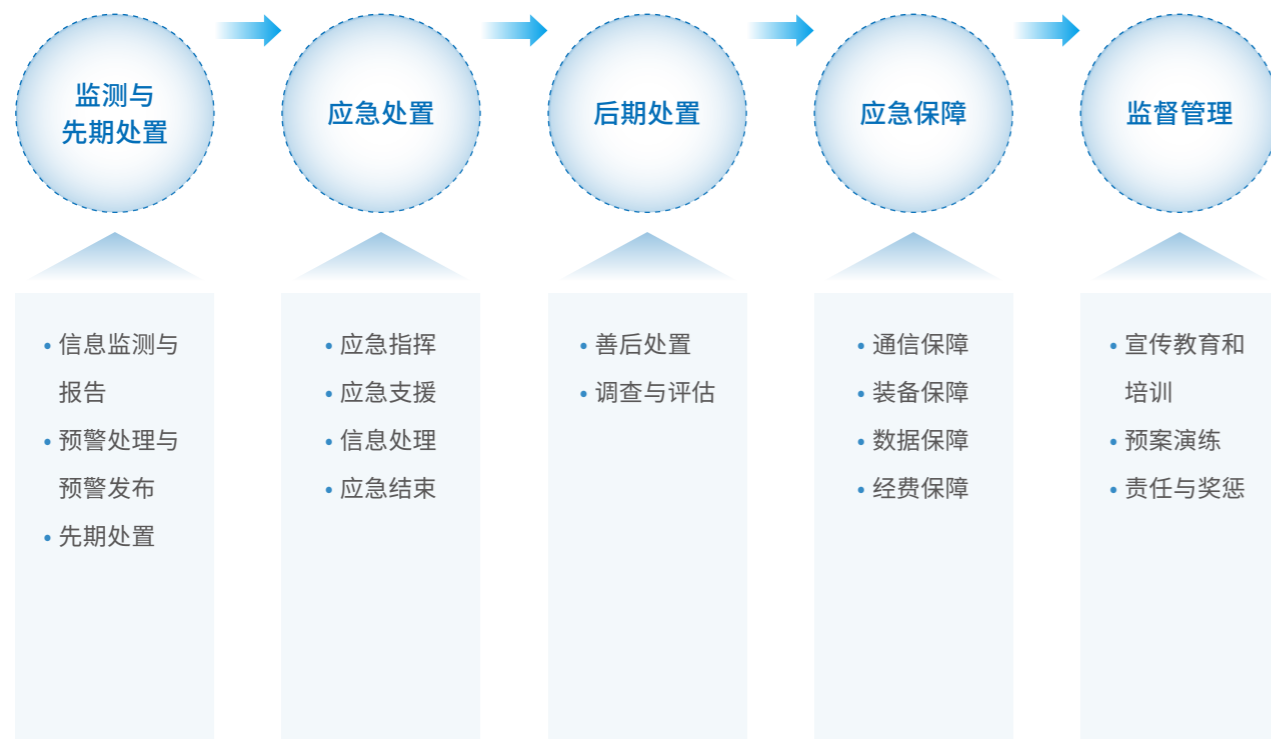 监测与
先期处置
应急处置
后期处置
应急保障
监督管理
• 信息监测与
报告
• 预警处理与
预警发布
• 先期处置
• 应急指挥
• 应急支援
• 信息处理
• 应急结束
• 善后处置
• 调查与评估
• 通信保障
• 装备保障
• 数据保障
• 经费保障
• 宣传教育和
培训
• 预案演练
• 责任与奖惩